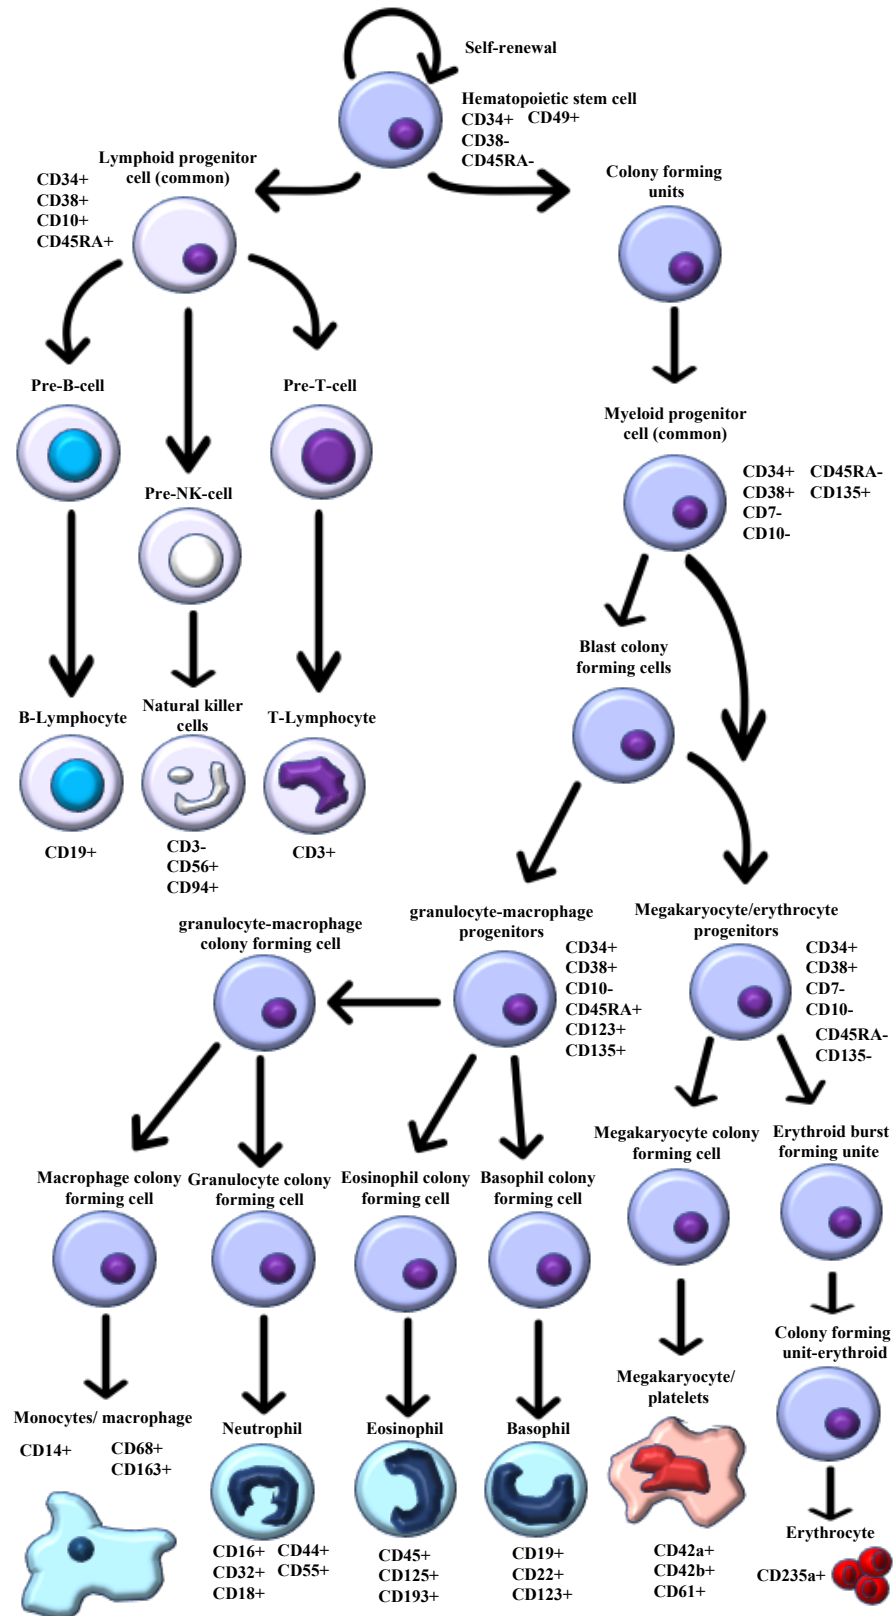 Self-renewal
Hematopoietic stem cell
CD34+ CD49+
CD38-
CD45RA-
Lymphoid progenitor
cell (common)
CD34+
CD38+
CD10+
CD45RA+
Colony forming
units
Pre-B-cell
Pre-T-cell
Pre-NK-cell
Myeloid progenitor
cell (common)
CD34+ CD45RA-
CD38+ CD135+
CD7-
CD10-
Blast colony
forming cells
B-Lymphocyte
CD19+
Natural killer
cells
CD3-
CD56+
CD94+
T-Lymphocyte
CD3+
granulocyte-macrophage
colony forming cell
granulocyte-macrophage
progenitors
CD34+
CD38+
CD10-
CD45RA+
CD123+
CD135+
Megakaryocyte/erythrocyte
progenitors
CD34+
CD38+
CD7-
CD10-
CD45RA-
CD135-
Macrophage colony
forming cell
Granulocyte colony
forming cell
Eosinophil colony
forming cell
Basophil colony
forming cell
Megakaryocyte colony
forming cell
Erythroid burst
forming unite
Colony forming
unit-erythroid
Monocytes/ macrophage
CD14+ CD68+
CD163+
Neutrophil
CD16+ CD44+
CD32+ CD55+
CD18+
Eosinophil
CD45+
CD125+
CD193+
Basophil
CD19+
CD22+
CD123+
Megakaryocyte/
platelets
CD42a+
CD42b+
CD61+
Erythrocyte
CD235a+